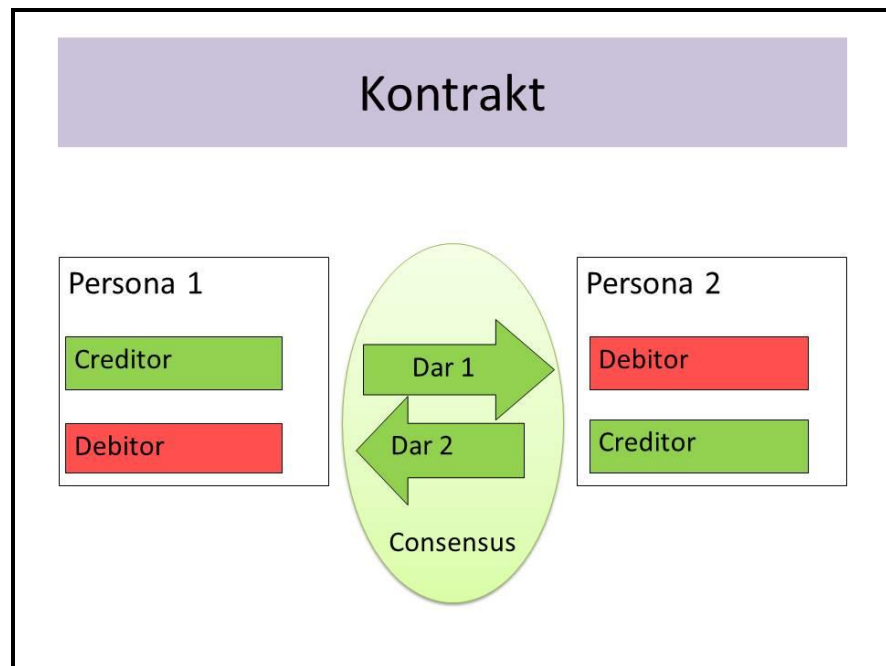 Kontrakt
Persona 1
Creditor
Debitor
Dar 1
Dar 2
Consensus
Persona 2
Debitor
Creditor